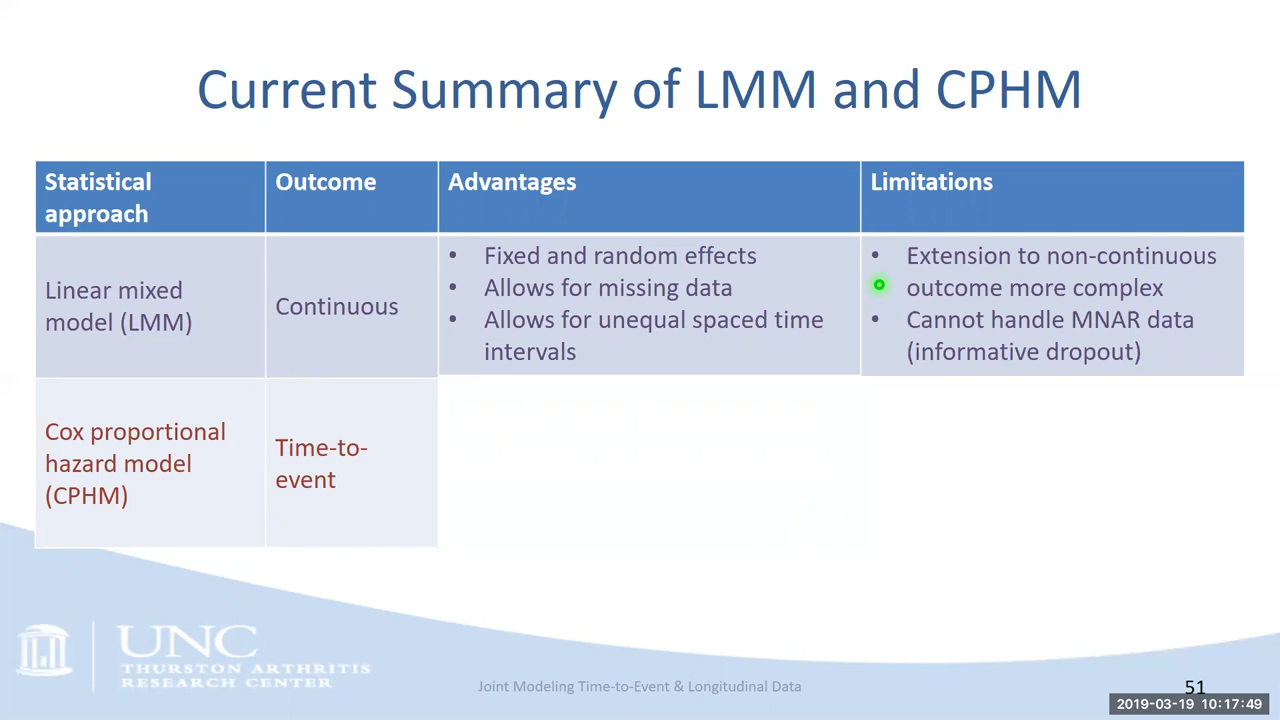 Current Summary of LMM and CPHM
Statistical approach
Outcome
Advantages
Limitations
Linear mixed
model (LMM)
Continuous
• Fixed and random effects
• Allows for missing data
• Allows for unequal spaced time
intervals
• Extension to non-continuous
outcome more complex
• Cannot handle MNAR data
(informative dropout)
Cox proportional
hazard model
(CPHM)
Time-to-
event
UNC
THURSTON ARTHRITIS
RESEARCH CENTER
Joint Modeling Time-to-Event & Longitudinal Data
51
2019-03-19 10:17:49